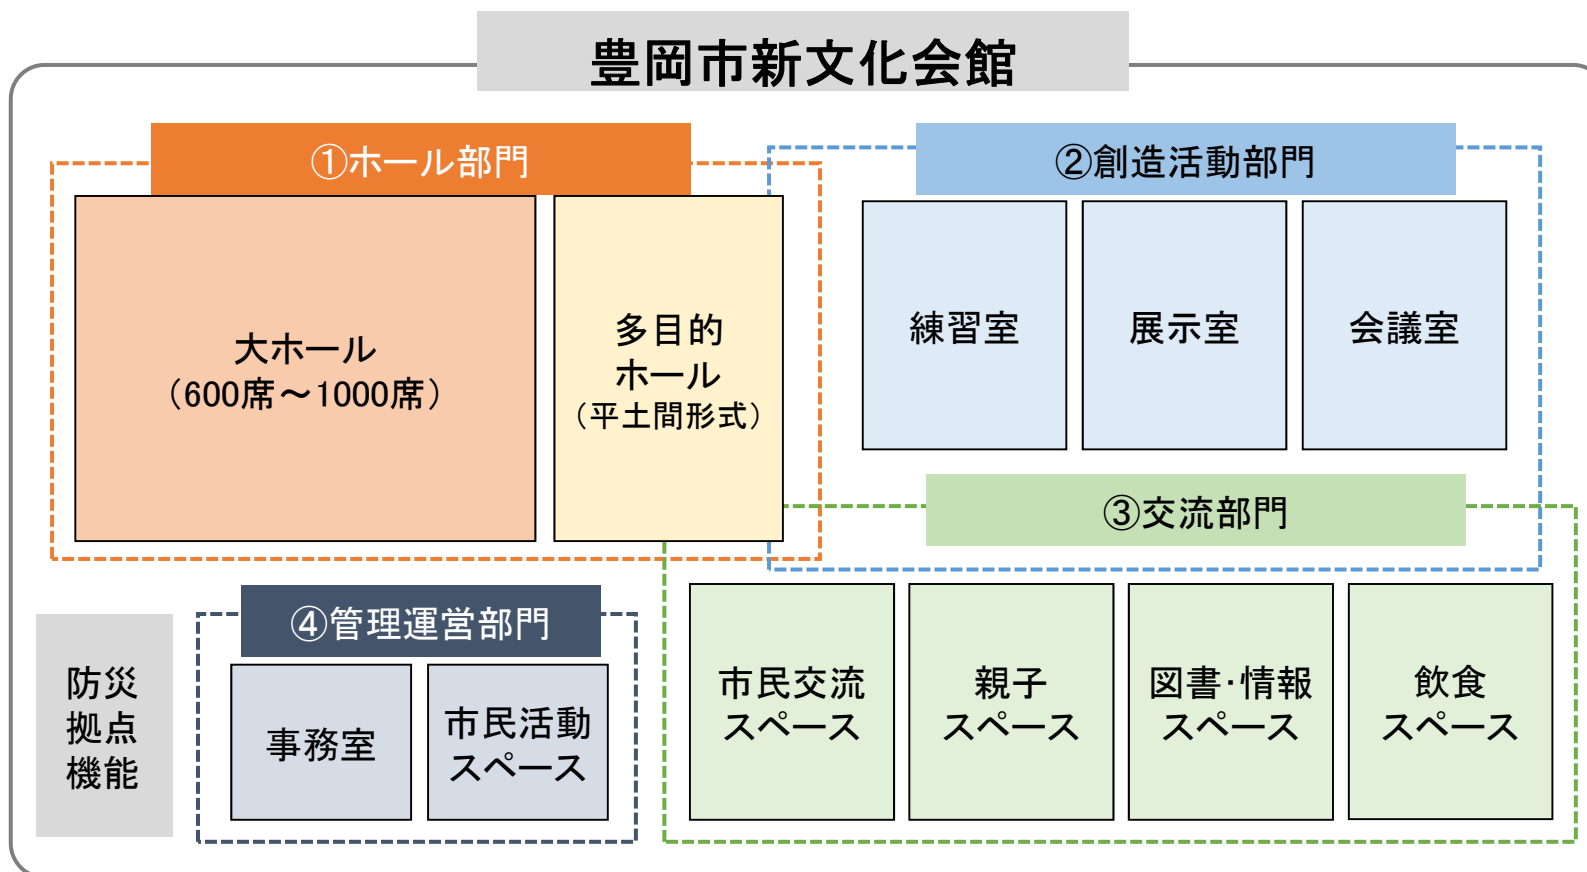 豊岡市新文化会館
①ホール部門
大ホール
（600席～1000席）
多目的
ホール
（平土間形式）
②創造活動部門
練習室
展示室
会議室
③交流部門
市民交流
スペース
親子
スペース
図書・情報
スペース
飲食
スペース
④管理運営部門
事務室
市民活動
スペース
防災
拠点
機能